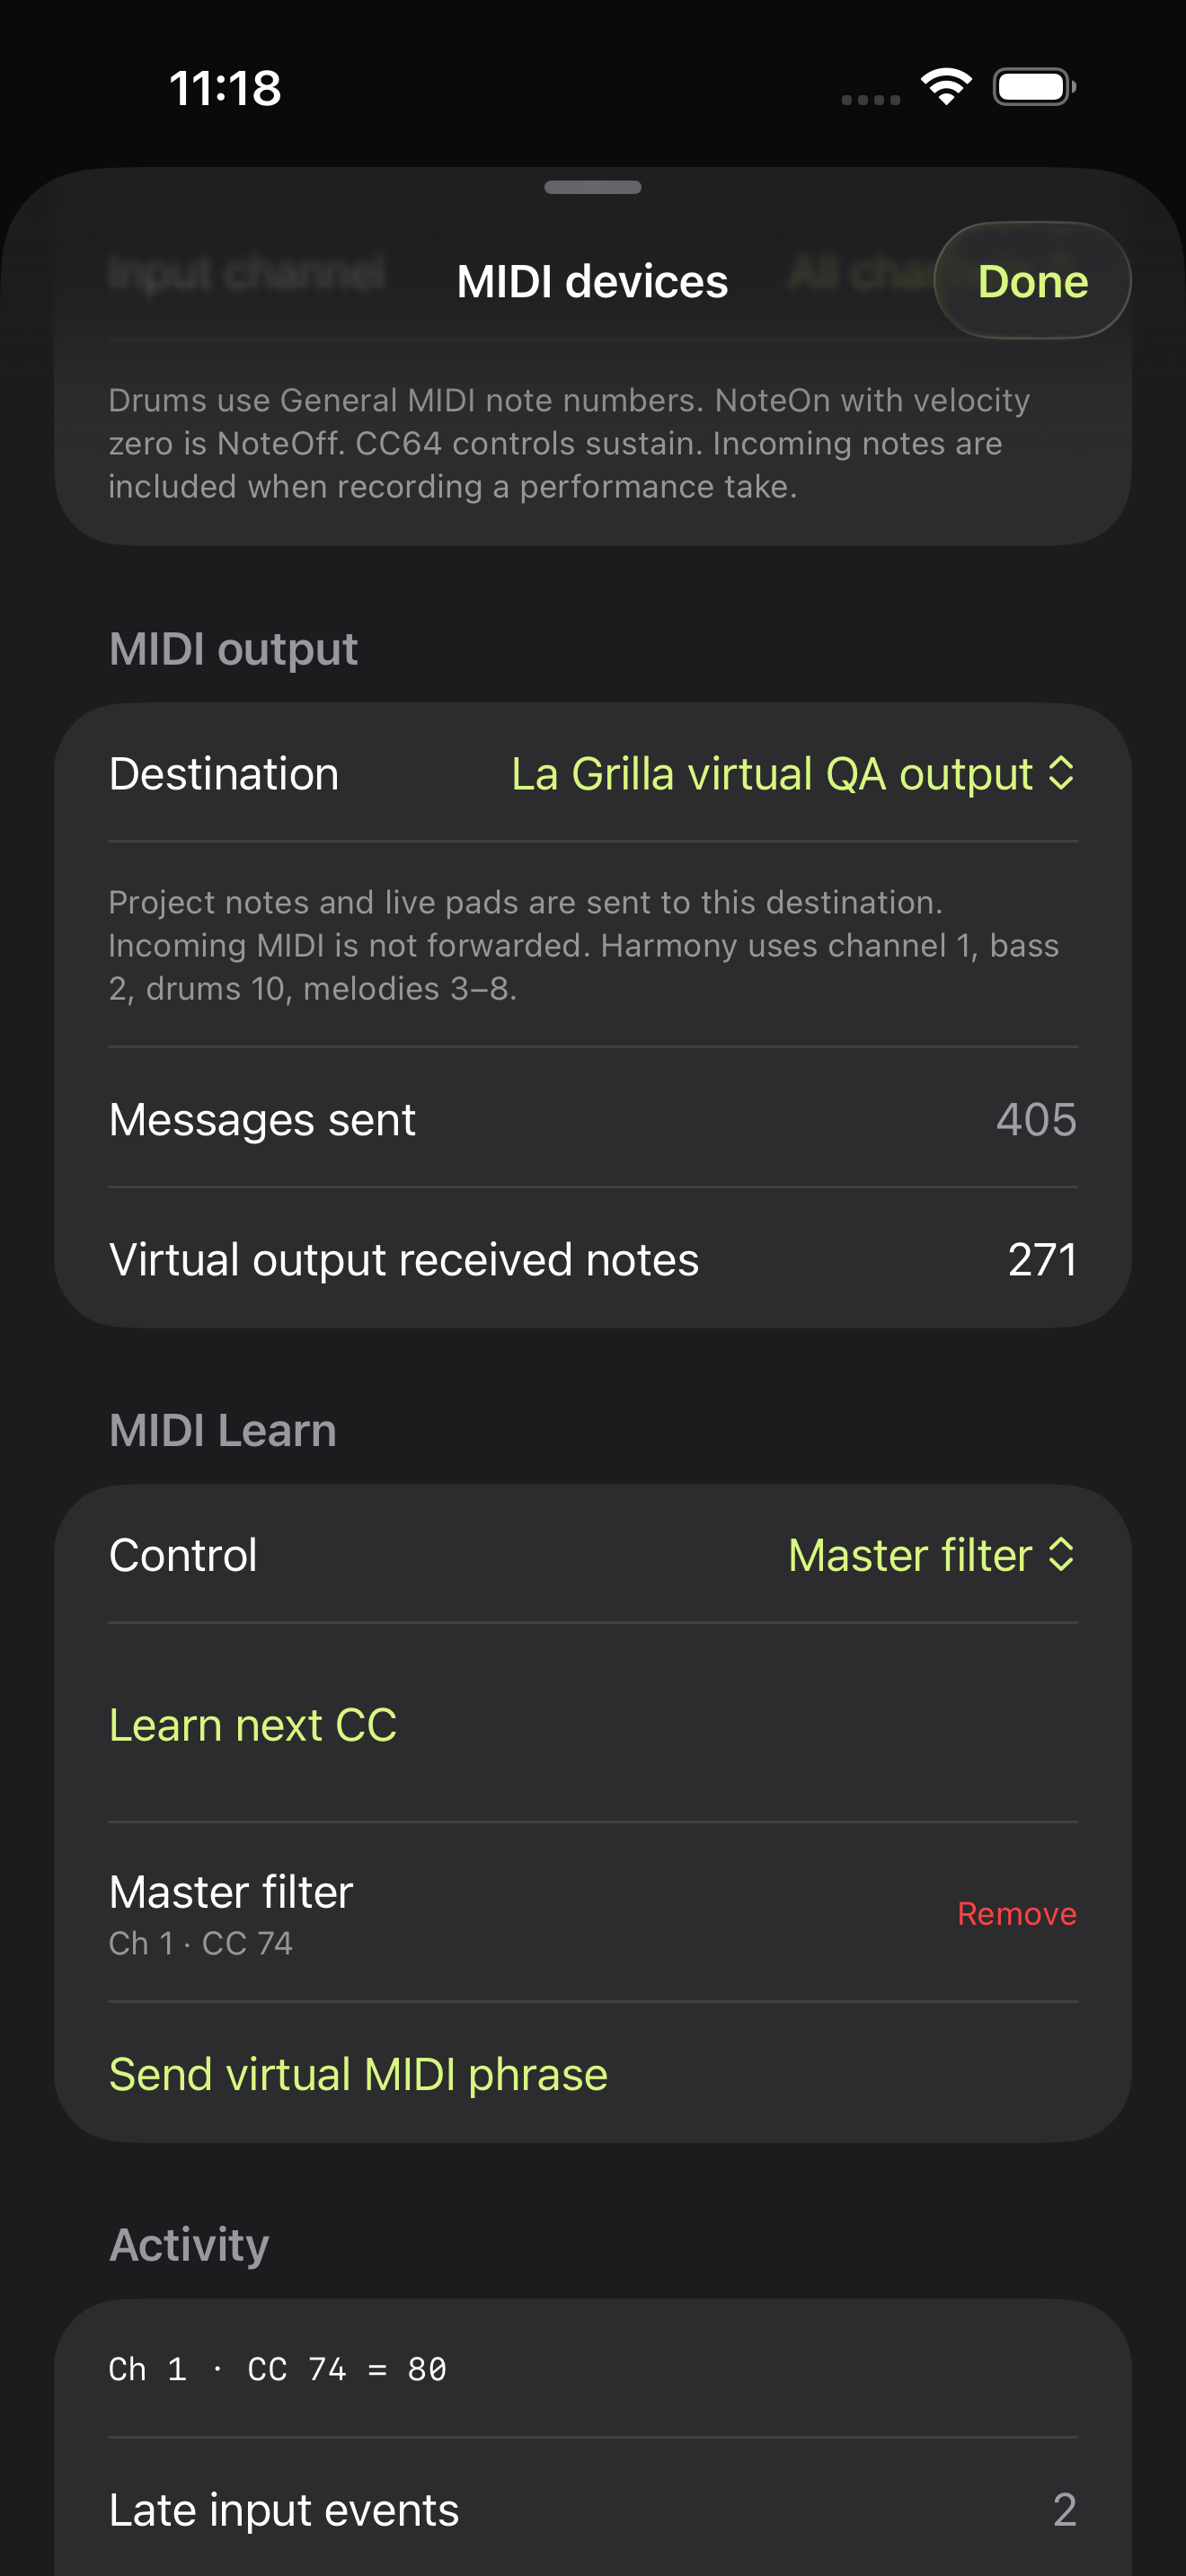 11:18
Input channel
MIDI devices
Done
Drums use General MIDI note numbers. NoteOn with velocity
zero is NoteOff. CC64 controls sustain. Incoming notes are
included when recording a performance take.
MIDI output
Destination
La Grilla virtual QA output
Project notes and live pads are sent to this destination.
Incoming MIDI is not forwarded. Harmony uses channel 1, bass
2, drums 10, melodies 3–8.
Messages sent
405
Virtual output received notes
271
MIDI Learn
Control
Master filter
Learn next CC
Master filter
Ch 1 · CC 74
Remove
Send virtual MIDI phrase
Activity
Ch 1 · CC 74 = 80
Late input events
2